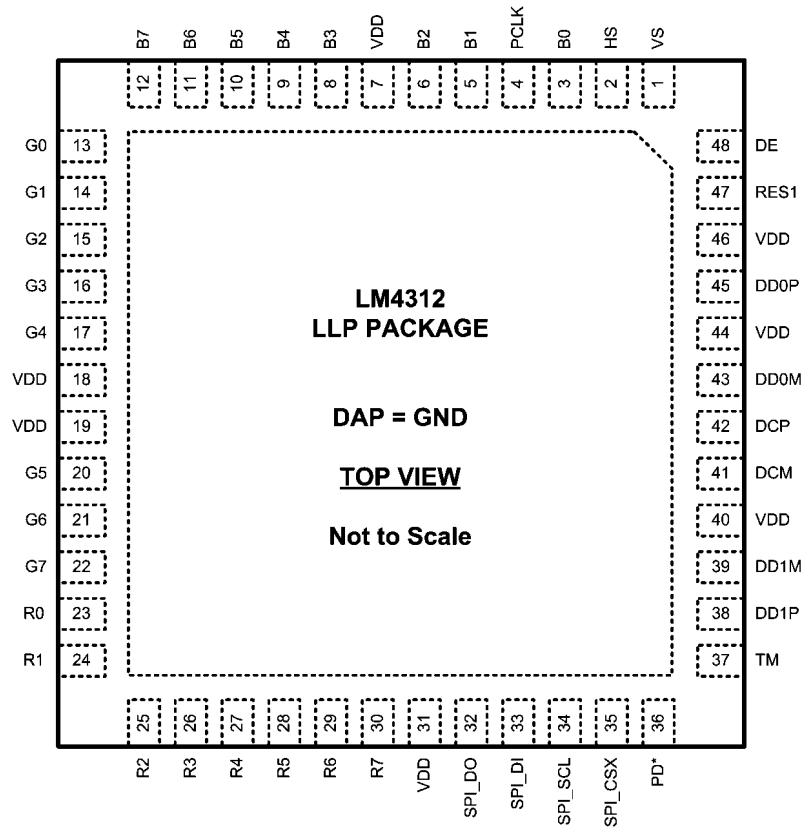 B7 B6 B5 B4 B3 VDD B2 B1 PCLK B0 HS VS
12 11 10 9 8 7 6 5 4 3 2 1
G0 13
G1 14
G2 15
G3 16
G4 17
VDD 18
VDD 19
G5 20
G6 21
G7 22
R0 23
R1 24
LM4312
LLP PACKAGE
DAP = GND
TOP VIEW
Not to Scale
48 DE
47 RES1
46 VDD
45 DD0P
44 VDD
43 DD0M
42 DCP
41 DCM
40 VDD
39 DD1M
38 DD1P
37 TM
25 26 27 28 29 30 31 32 33 34 35 36
R2 R3 R4 R5 R6 R7 VDD SPI_DO SPI_DI SPI_SCL SPI_CSX PD*